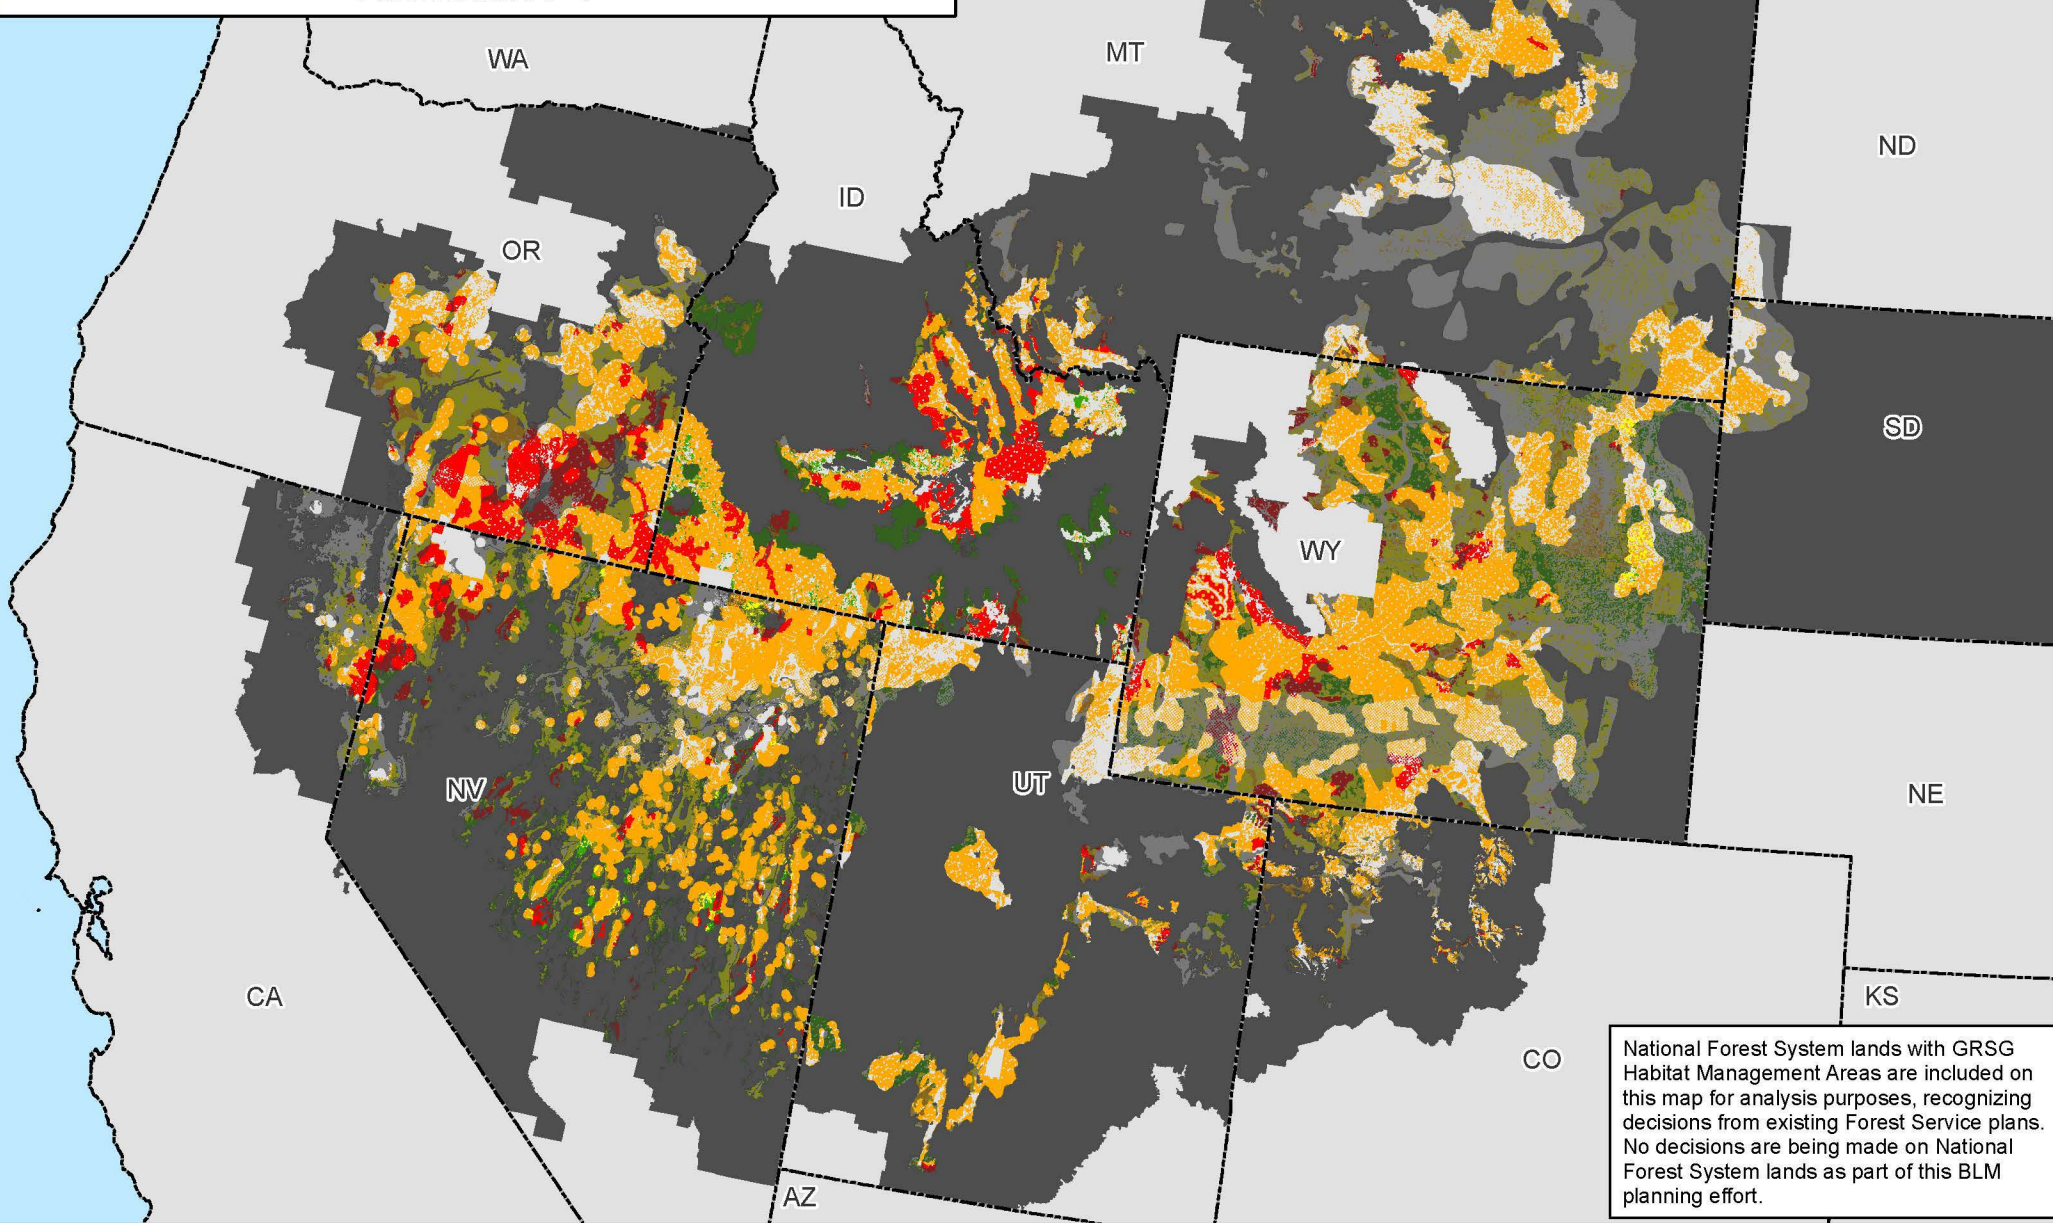 WA
MT
ND
ID
OR
SD
WY
NV
UT
NE
CA
KS
CO
AZ
National Forest System lands with GRSG
Habitat Management Areas are included on
this map for analysis purposes, recognizing
decisions from existing Forest Service plans.
No decisions are being made on National
Forest System lands as part of this BLM
planning effort.